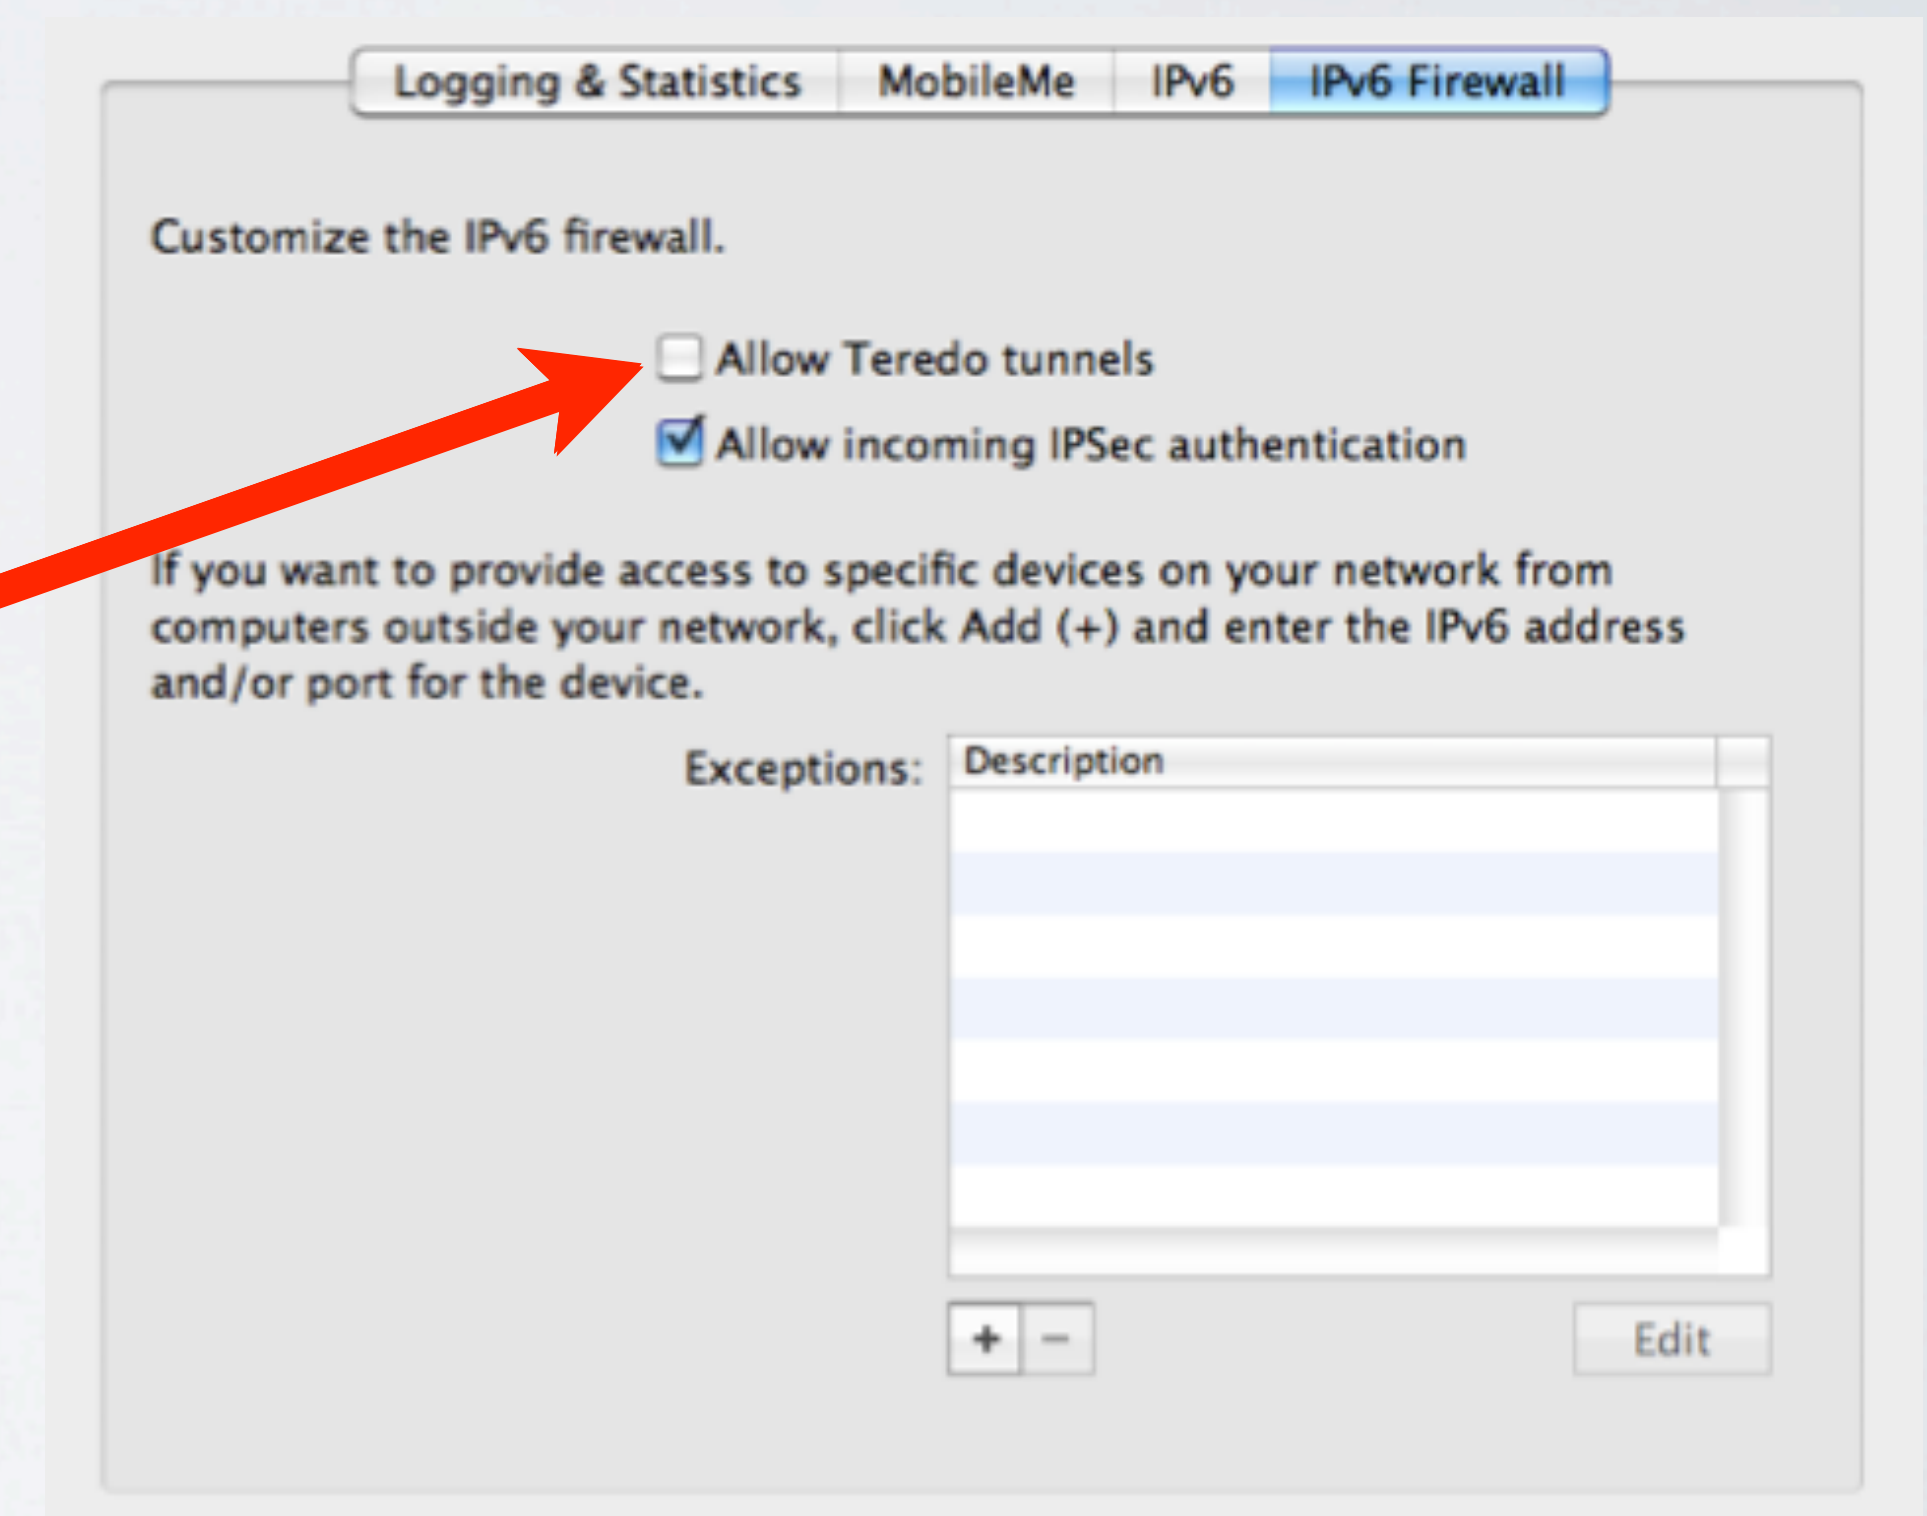 Logging & Statistics MobileMe IPv6 IPv6 Firewall
Customize the IPv6 firewall.
Allow Teredo tunnels
Allow incoming IPSec authentication
If you want to provide access to specific devices on your network from
computers outside your network, click Add (+) and enter the IPv6 address
and/or port for the device.
Exceptions: Description
+ −
Edit